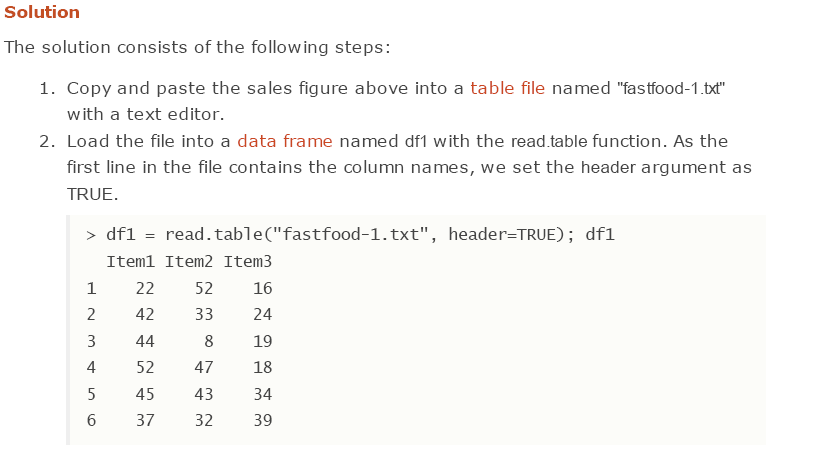 Solution
The solution consists of the following steps:
1. Copy and paste the sales figure above into a table file named "fastfood-1.txt"
with a text editor.
2. Load the file into a data frame named df1 with the read.table function. As the
first line in the file contains the column names, we set the header argument as
TRUE.
> df1 = read.table("fastfood-1.txt", header=TRUE); df1
  Item1 Item2 Item3
1    22    52    16
2    42    33    24
3    44     8    19
4    52    47    18
5    45    43    34
6    37    32    39